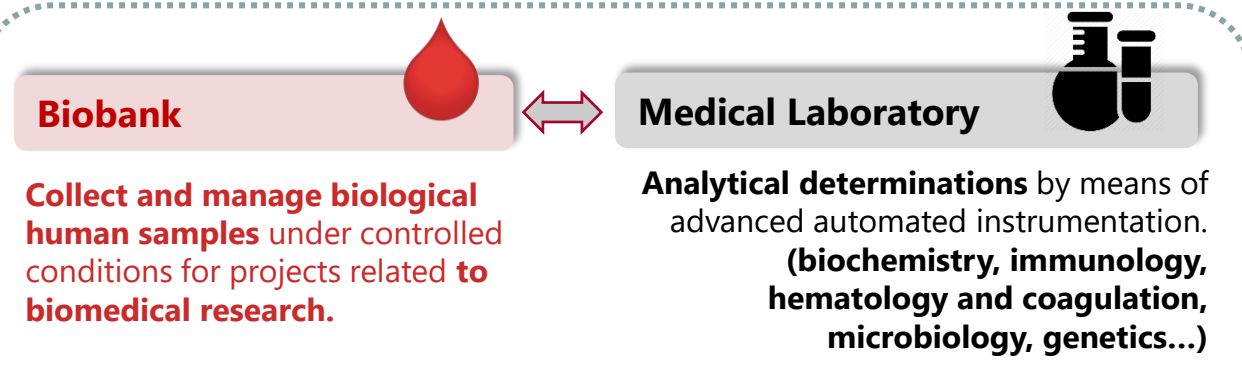 Biobank
Collect and manage biological
human samples under controlled
conditions for projects related to
biomedical research.
Medical Laboratory
Analytical determinations by means of
advanced automated instrumentation.
(biochemistry, immunology,
hematology and coagulation,
microbiology, genetics…)